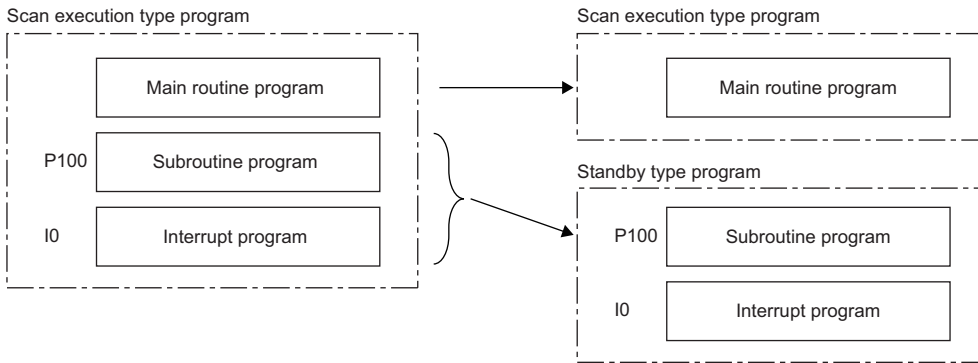 Scan execution type program
Main routine program
P100
Subroutine program
I0
Interrupt program
Scan execution type program
Main routine program
Standby type program
P100
Subroutine program
I0
Interrupt program